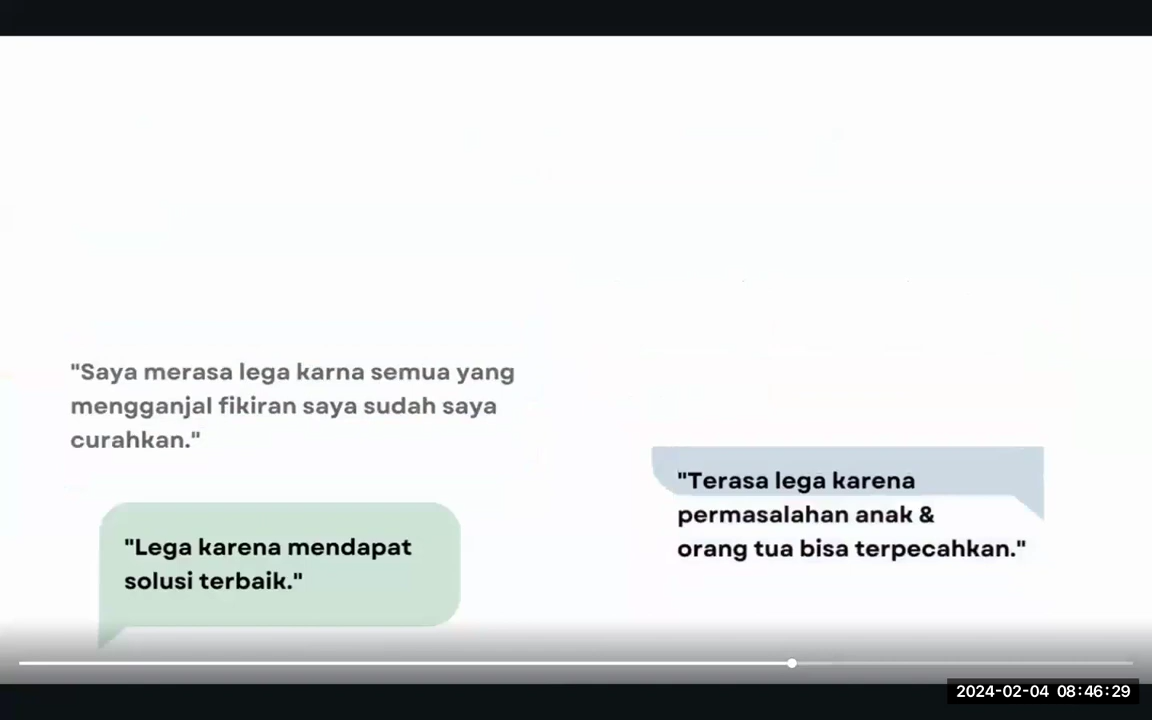 "Saya merasa lega karna semua yang
mengganjal fikiran saya sudah saya
curahkan."
"Lega karena mendapat
solusi terbaik."
"Terasa lega karena
permasalahan anak &
orang tua bisa terpecahkan."
2024-02-04 08:46:29